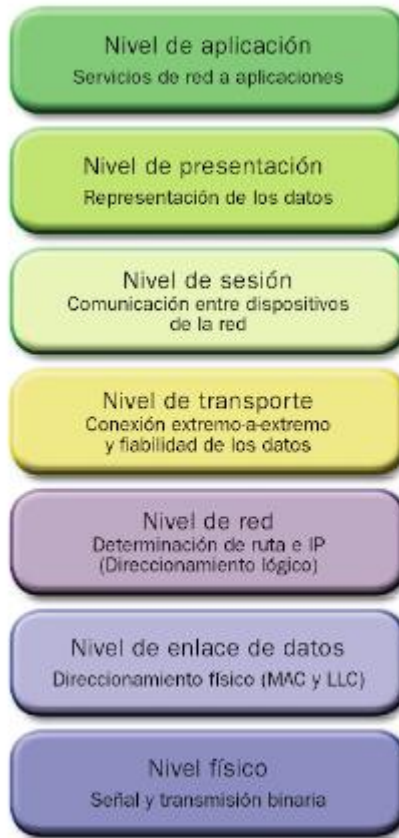 Nivel de aplicación
Servicios de red a aplicaciones
Nivel de presentación
Representación de los datos
Nivel de sesión
Comunicación entre dispositivos
de la red
Nivel de transporte
Conexión extremo-a-extremo
y fiabilidad de los datos
Nivel de red
Determinación de ruta e IP
(Direccionamiento lógico)
Nivel de enlace de datos
Direccionamiento físico (MAC y LLC)
Nivel físico
Señal y transmisión binaria